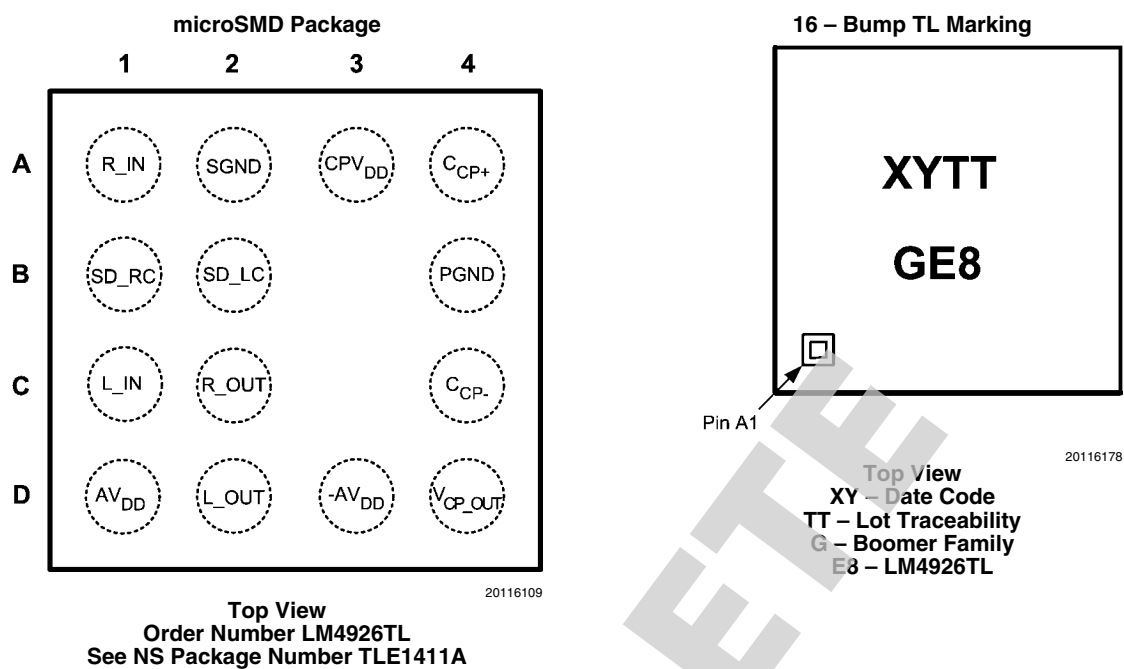 microSMD Package
1 2 3 4
A R_IN SGND CPVDD CCP+
B SD_RC SD_LC PGND
C L_IN R_OUT CCP-
D AVDD L_OUT -AVDD VCP_OUT
20116109
Top View
Order Number LM4926TL
See NS Package Number TLE1411A
16 – Bump TL Marking
XYTT
GE8
Pin A1
20116178
Top View
XY – Date Code
TT – Lot Traceability
G – Boomer Family
E8 – LM4926TL
ETE